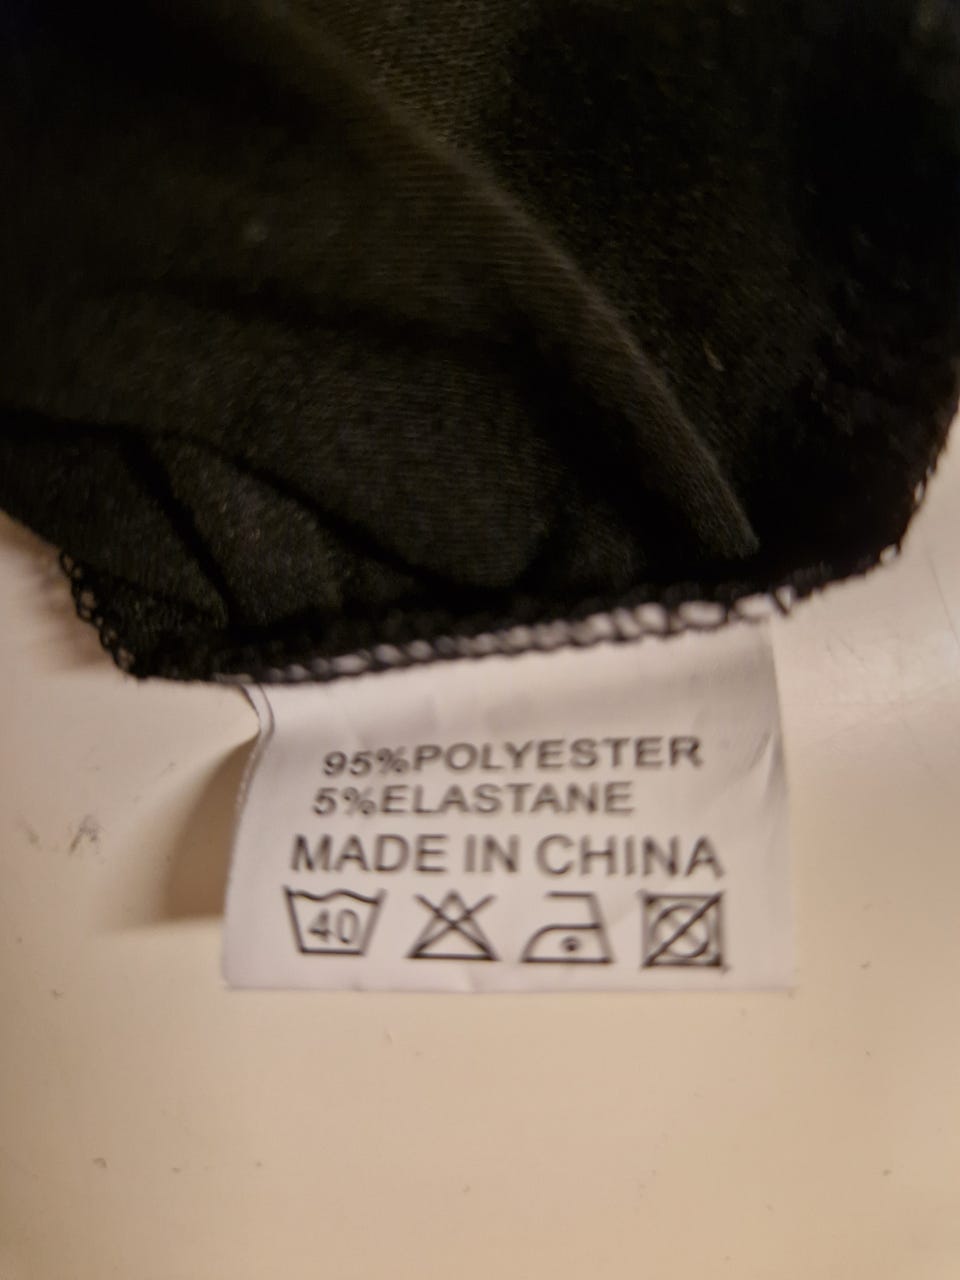 95%POLYESTER
5%ELASTANE
MADE IN CHINA
40